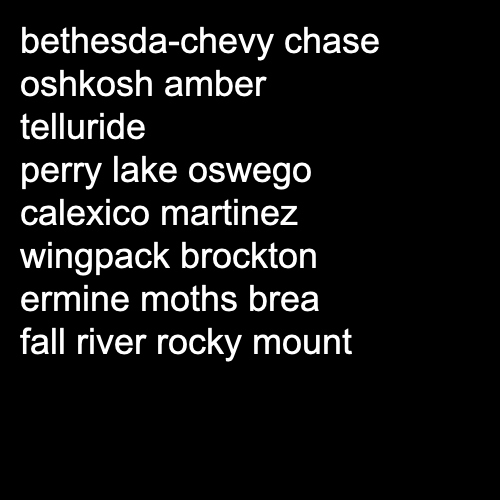 bethesda-chevy chase
oshkosh amber
telluride
perry lake oswego
calexico martinez
wingpack brockton
ermine moths brea
fall river rocky mount